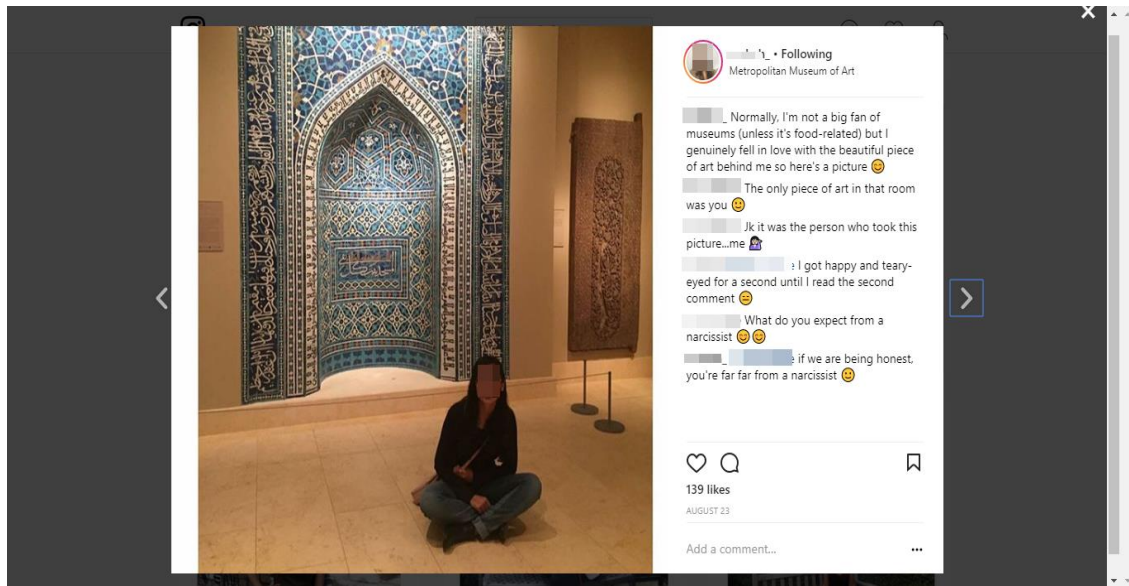 • Following
Metropolitan Museum of Art
Normally, I'm not a big fan of
museums (unless it's food-related) but I
genuinely fell in love with the beautiful piece
of art behind me so here's a picture 😊
The only piece of art in that room
was you 🙂
Jk it was the person who took this
picture...me 🤷🏻‍♀️
I got happy and teary-
eyed for a second until I read the second
comment 😑
What do you expect from a
narcissist 😊😊
if we are being honest,
you're far far from a narcissist 🙂
139 likes
AUGUST 23
Add a comment...